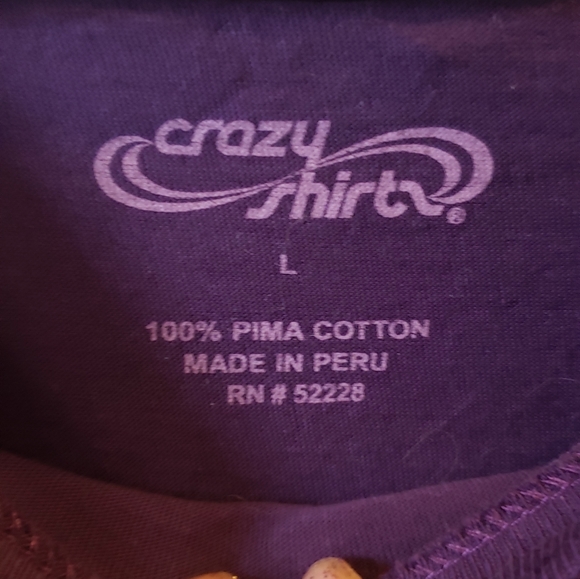 crazy
shirts®
L
100% PIMA COTTON
MADE IN PERU
RN # 52228